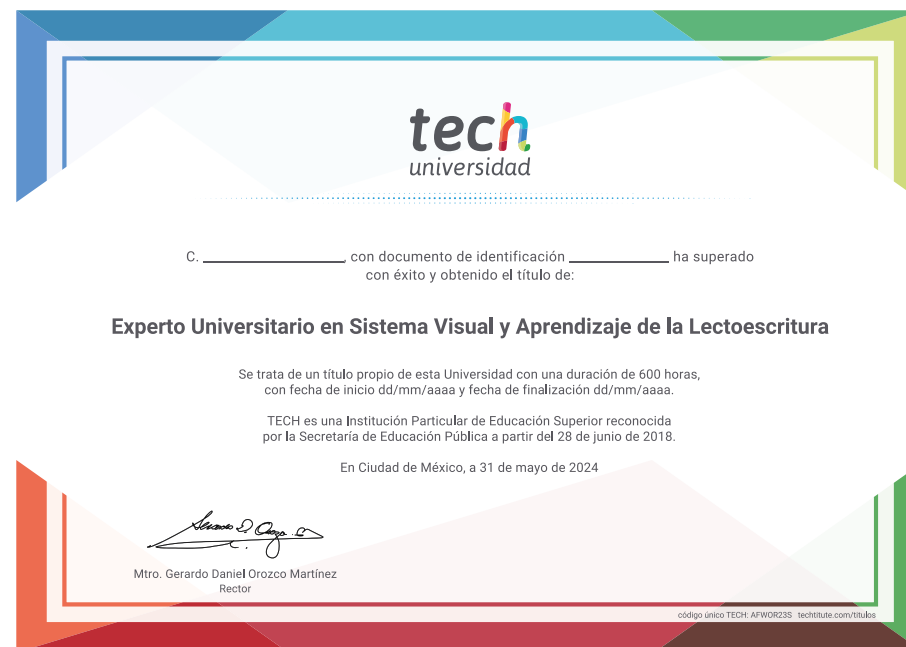 tech
universidad
C. ____________, con documento de identificación ____________ ha superado
con éxito y obtenido el título de:
Experto Universitario en Sistema Visual y Aprendizaje de la Lectoescritura
Se trata de un título propio de esta Universidad con una duración de 600 horas,
con fecha de inicio dd/mm/aaaa y fecha de finalización dd/mm/aaaa.
TECH es una Institución Particular de Educación Superior reconocida
por la Secretaría de Educación Pública a partir del 28 de junio de 2018.
En Ciudad de México, a 31 de mayo de 2024
Mtro. Gerardo Daniel Orozco Martínez
Rector
código único TECH: AFWOR23S techtitute.com/titulos